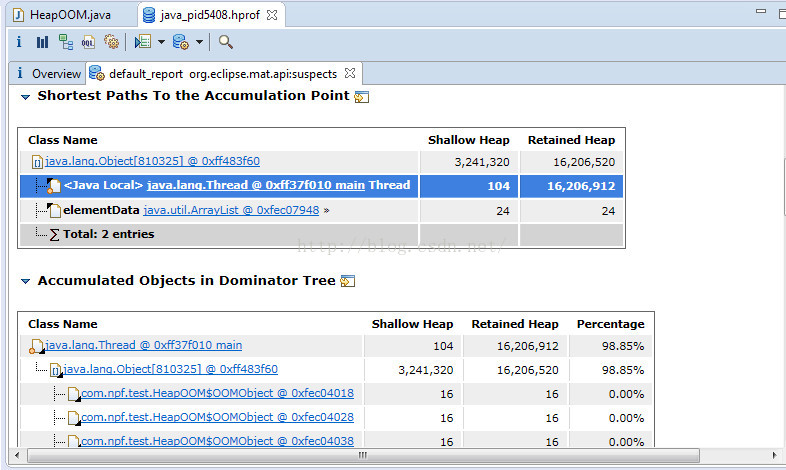 HeapOOM.java java_pid5408.hprof
i OQL
i Overview default_report org.eclipse.mat.api:suspects
Shortest Paths To the Accumulation Point
Class Name Shallow Heap Retained Heap
java.lang.Object[810325] @ 0xff483f60 3,241,320 16,206,520
<Java Local> java.lang.Thread @ 0xff37f010 main Thread 104 16,206,912
elementData java.util.ArrayList @ 0xfec07948 » 24 24
∑ Total: 2 entries
http://blog.csdn.net/
Accumulated Objects in Dominator Tree
Class Name Shallow Heap Retained Heap Percentage
java.lang.Thread @ 0xff37f010 main 104 16,206,912 98.85%
java.lang.Object[810325] @ 0xff483f60 3,241,320 16,206,520 98.85%
com.npf.test.HeapOOM$OOMObject @ 0xfec04018 16 16 0.00%
com.npf.test.HeapOOM$OOMObject @ 0xfec04028 16 16 0.00%
com.npf.test.HeapOOM$OOMObject @ 0xfec04038 16 16 0.00%